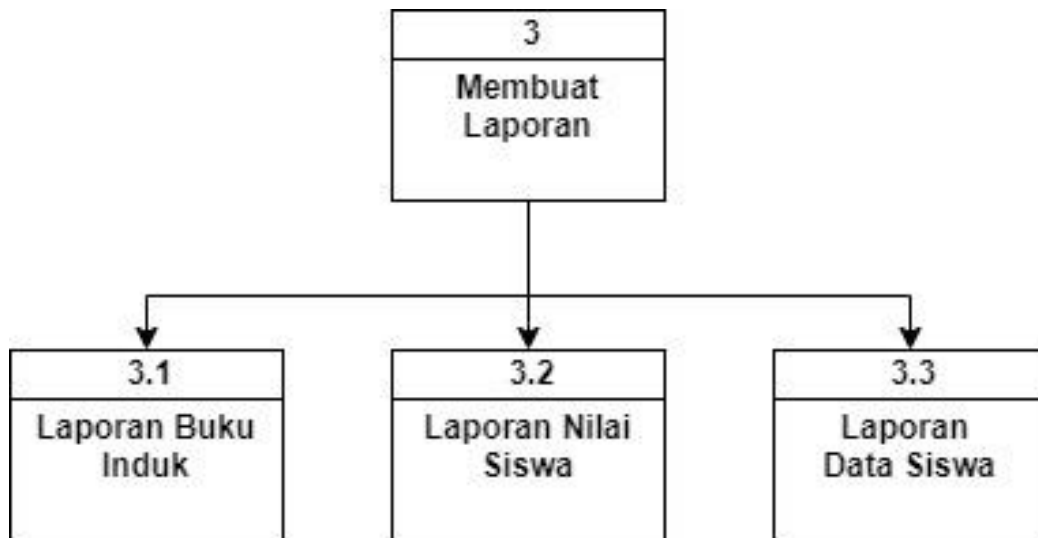 3
Membuat
Laporan
3.1
Laporan Buku
Induk
3.2
Laporan Nilai
Siswa
3.3
Laporan
Data Siswa